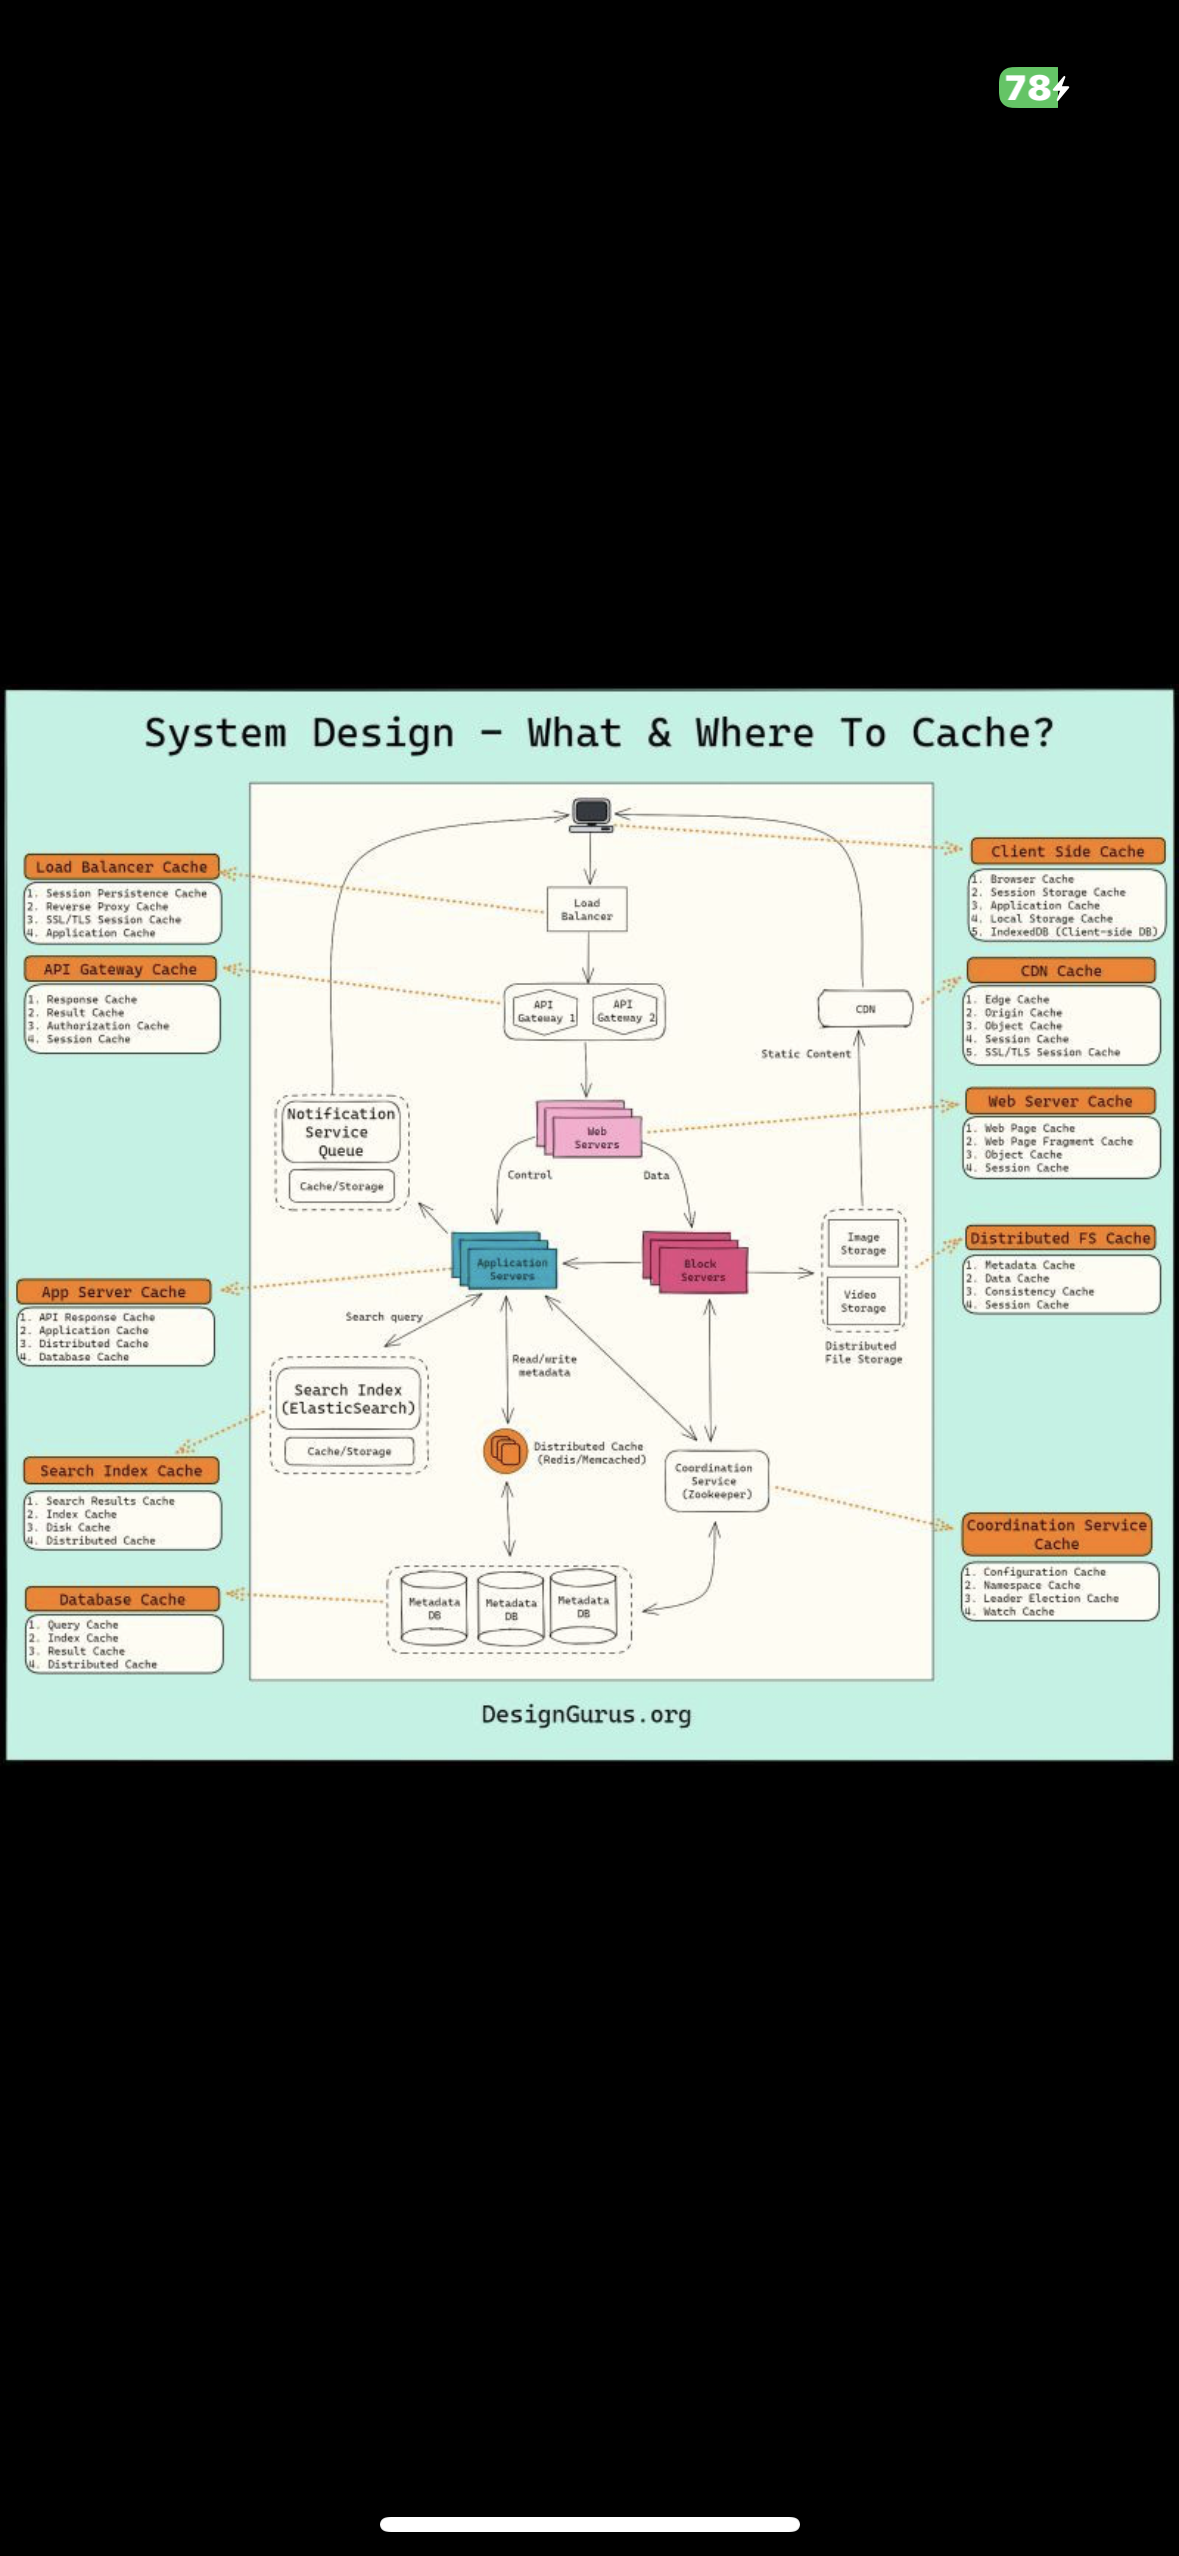 78
System Design - What & Where To Cache?
Load Balancer Cache
1. Session Persistence Cache
2. Reverse Proxy Cache
3. SSL/TLS Session Cache
4. Application Cache
API Gateway Cache
1. Response Cache
2. Result Cache
3. Authorization Cache
4. Session Cache
App Server Cache
1. API Response Cache
2. Application Cache
3. Distributed Cache
4. Database Cache
Search Index Cache
1. Search Results Cache
2. Index Cache
3. Disk Cache
4. Distributed Cache
Database Cache
1. Query Cache
2. Index Cache
3. Result Cache
4. Distributed Cache
Load
Balancer
API
Gateway 1
API
Gateway 2
CDN
Static Content
Notification
Service
Queue
Cache/Storage
Web
Servers
Control
Data
Application
Servers
Block
Servers
Image
Storage
Video
Storage
Distributed
File Storage
Search query
Read/write
metadata
Search Index
(ElasticSearch)
Cache/Storage
Distributed Cache
(Redis/Memcached)
Coordination
Service
(Zookeeper)
Metadata
DB
Metadata
DB
Metadata
DB
Client Side Cache
1. Browser Cache
2. Session Storage Cache
3. Application Cache
4. Local Storage Cache
5. IndexedDB (Client-side DB)
CDN Cache
1. Edge Cache
2. Origin Cache
3. Object Cache
4. Session Cache
5. SSL/TLS Session Cache
Web Server Cache
1. Web Page Cache
2. Web Page Fragment Cache
3. Object Cache
4. Session Cache
Distributed FS Cache
1. Metadata Cache
2. Data Cache
3. Consistency Cache
4. Session Cache
Coordination Service
Cache
1. Configuration Cache
2. Namespace Cache
3. Leader Election Cache
4. Watch Cache
DesignGurus.org